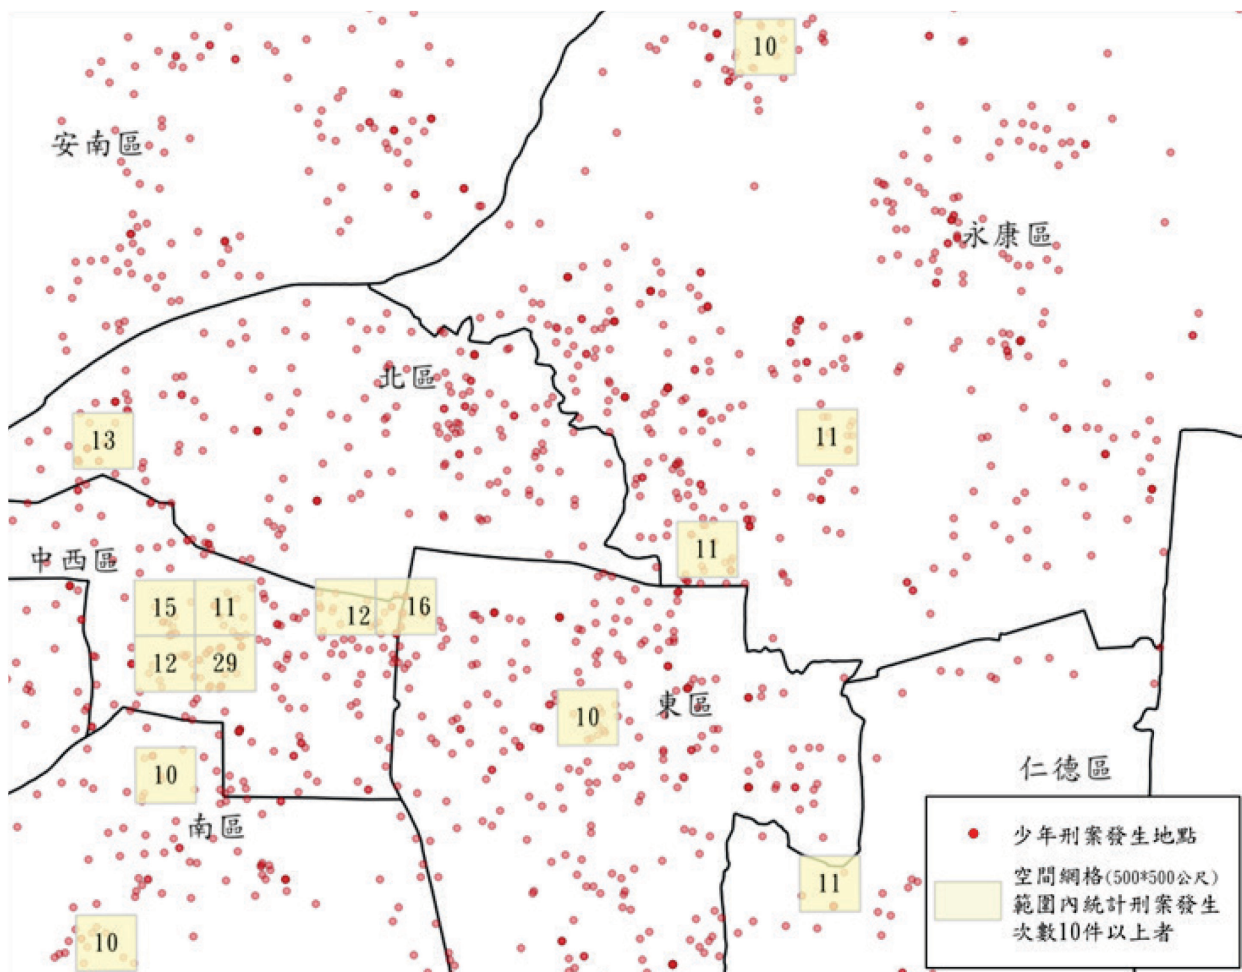 10
安南區
永康區
北區
13
11
11
中西區
15
11
12
16
12
29
10
東區
10
仁德區
南區
11
10
少年刑案發生地點
空間網格(500*500公尺)
範圍內統計刑案發生
次數10件以上者